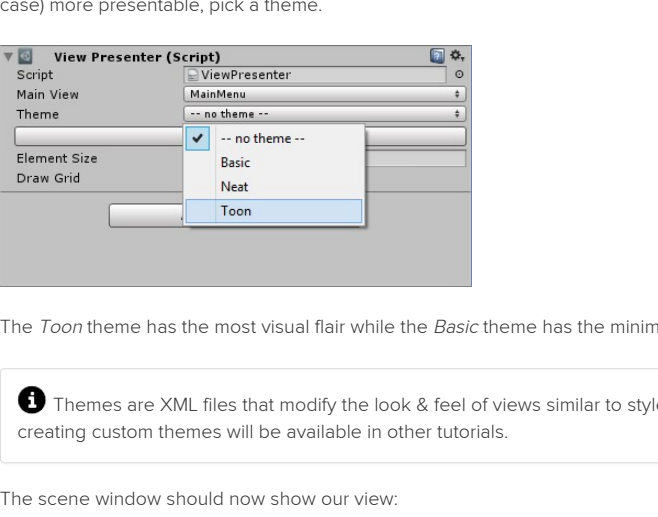 case) more presentable, pick a theme.
View Presenter (Script)
Script
ViewPresenter
Main View
MainMenu
Theme
-- no theme --
-- no theme --
Element Size
Basic
Draw Grid
Neat
Toon
The Toon theme has the most visual flair while the Basic theme has the
Themes are XML files that modify the look & feel of views similar to
creating custom themes will be available in other tutorials.
The scene window should now show our view: